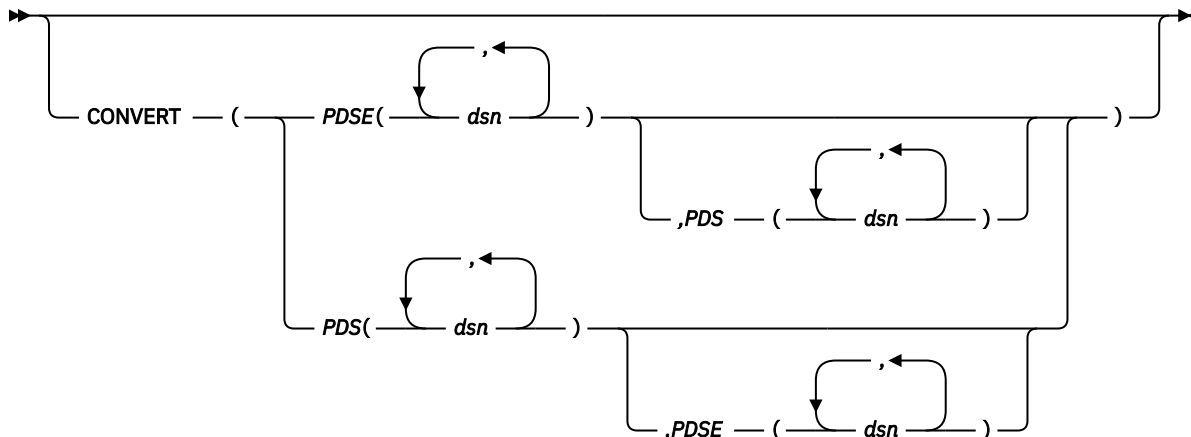 ,
CONVERT ( PDSE( dsn ) )
,
,PDS ( dsn )
,
PDS( dsn )
,
,PDSE ( dsn )